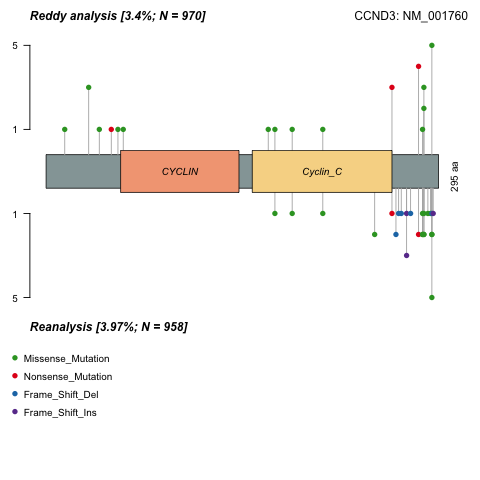 Reddy analysis [3.4%; N = 970]
CCND3: NM_001760
5
1
CYCLIN
Cyclin_C
295 aa
1
5
Reanalysis [3.97%; N = 958]
Missense_Mutation
Nonsense_Mutation
Frame_Shift_Del
Frame_Shift_Ins